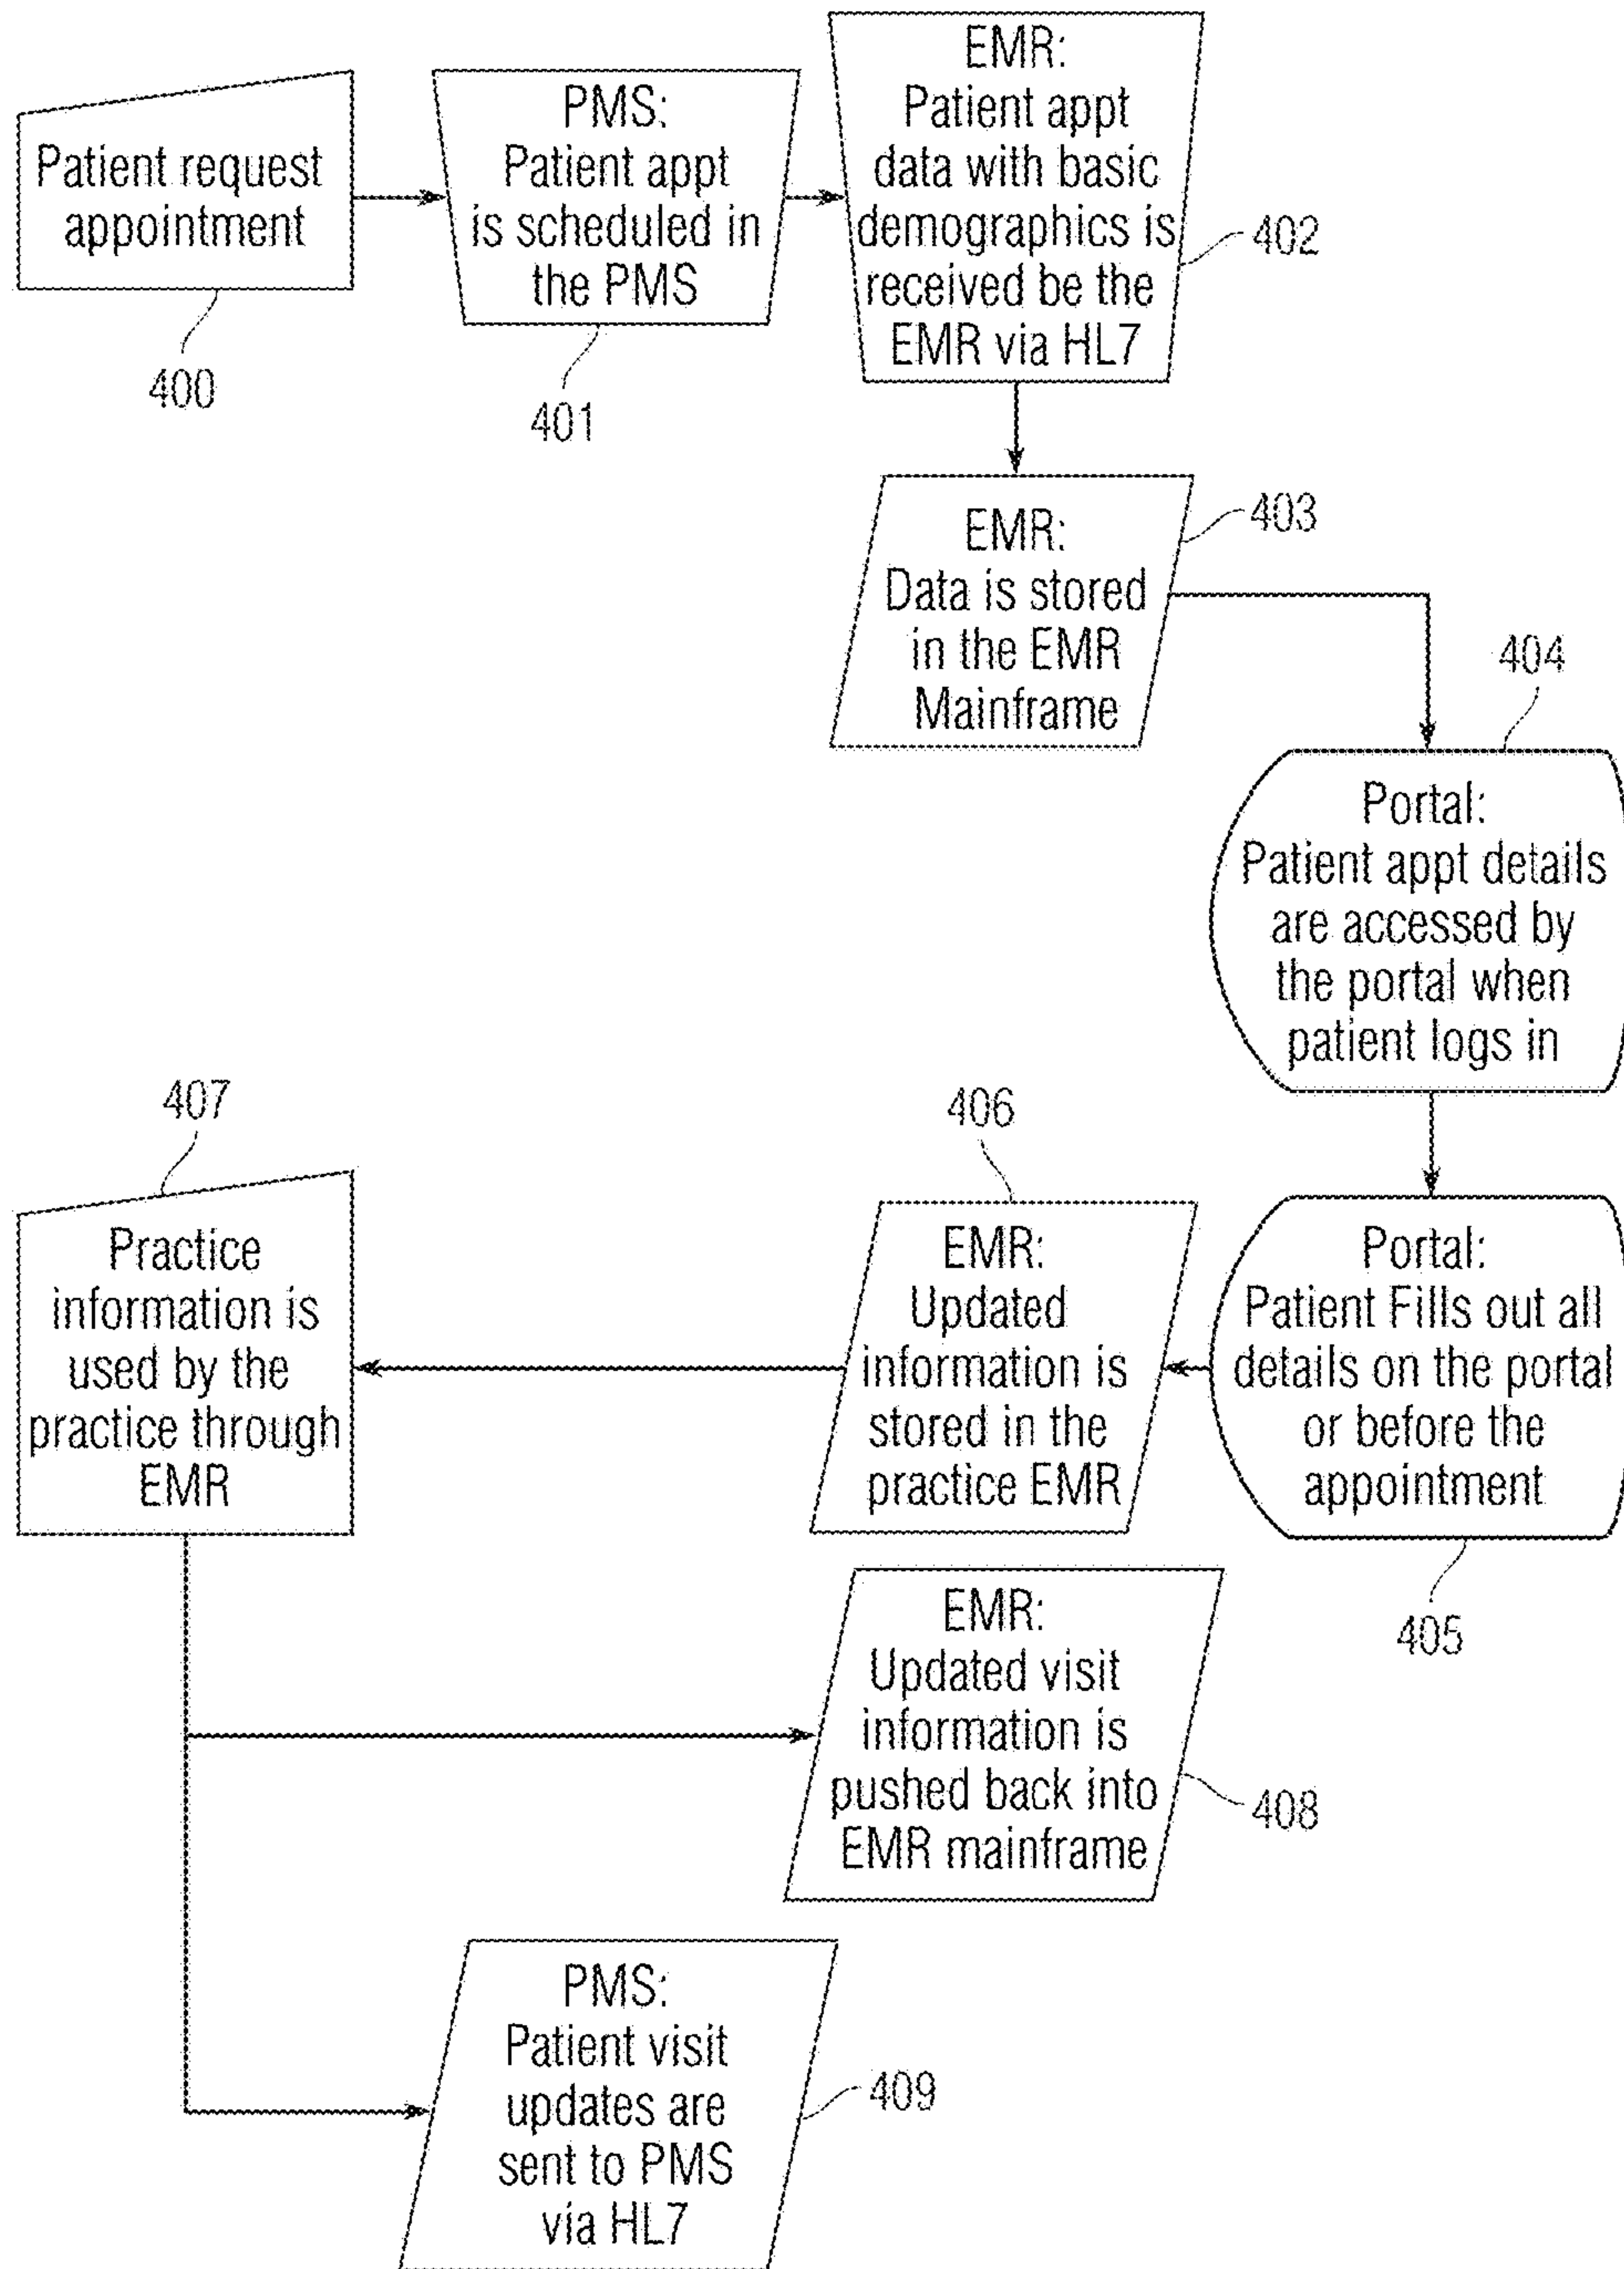 Patient request
appointment
400
PMS:
Patient appt
is scheduled in
the PMS
401
EMR:
Patient appt
data with basic
demographics is
received be the
EMR via HL7
402
EMR:
Data is stored
in the EMR
Mainframe
403
404
Portal:
Patient appt details
are accessed by
the portal when
patient logs in
Portal:
Patient Fills out all
details on the portal
or before the
appointment
405
406
EMR:
Updated
information is
stored in the
practice EMR
407
Practice
information is
used by the
practice through
EMR
EMR:
Updated visit
information is
pushed back into
EMR mainframe
408
PMS:
Patient visit
updates are
sent to PMS
via HL7
409